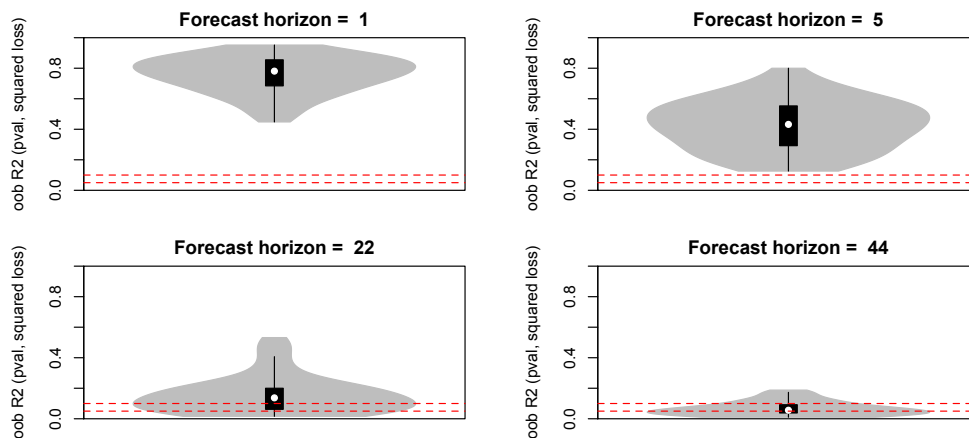 Forecast horizon = 1
oob R2 (pval, squared loss)
0.0 0.4 0.8
Forecast horizon = 5
oob R2 (pval, squared loss)
0.0 0.4 0.8
Forecast horizon = 22
oob R2 (pval, squared loss)
0.0 0.4 0.8
Forecast horizon = 44
oob R2 (pval, squared loss)
0.0 0.4 0.8